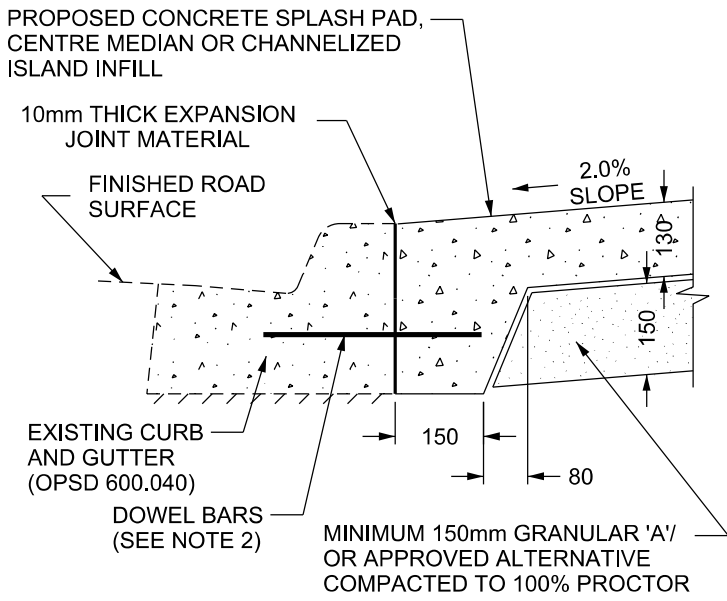 PROPOSED CONCRETE SPLASH PAD,
CENTRE MEDIAN OR CHANNELIZED
ISLAND INFILL
10mm THICK EXPANSION
JOINT MATERIAL
FINISHED ROAD
SURFACE
2.0%
SLOPE
130
150
150
80
EXISTING CURB
AND GUTTER
(OPSD 600.040)
DOWEL BARS
(SEE NOTE 2)
MINIMUM 150mm GRANULAR 'A'/
OR APPROVED ALTERNATIVE
COMPACTED TO 100% PROCTOR